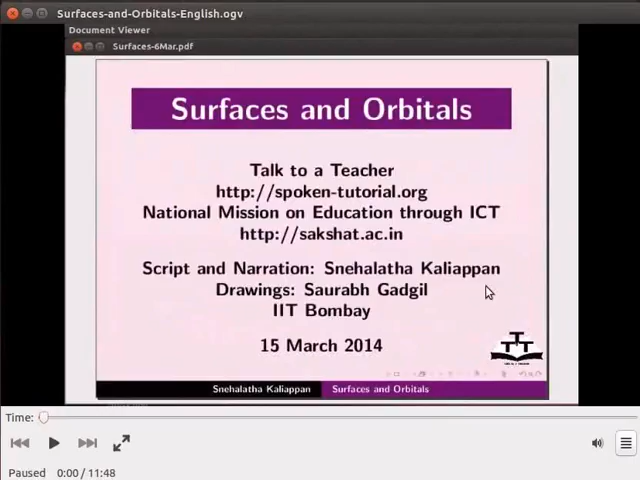 Surfaces-and-Orbitals-English.ogv
Document Viewer
Surfaces-6Mar.pdf
Surfaces and Orbitals
Talk to a Teacher
http://spoken-tutorial.org
National Mission on Education through ICT
http://sakshat.ac.in
Script and Narration: Snehalatha Kaliappan
Drawings: Saurabh Gadgil
IIT Bombay
15 March 2014
Snehalatha Kaliappan Surfaces and Orbitals
Time:
Paused 0:00 / 11:48